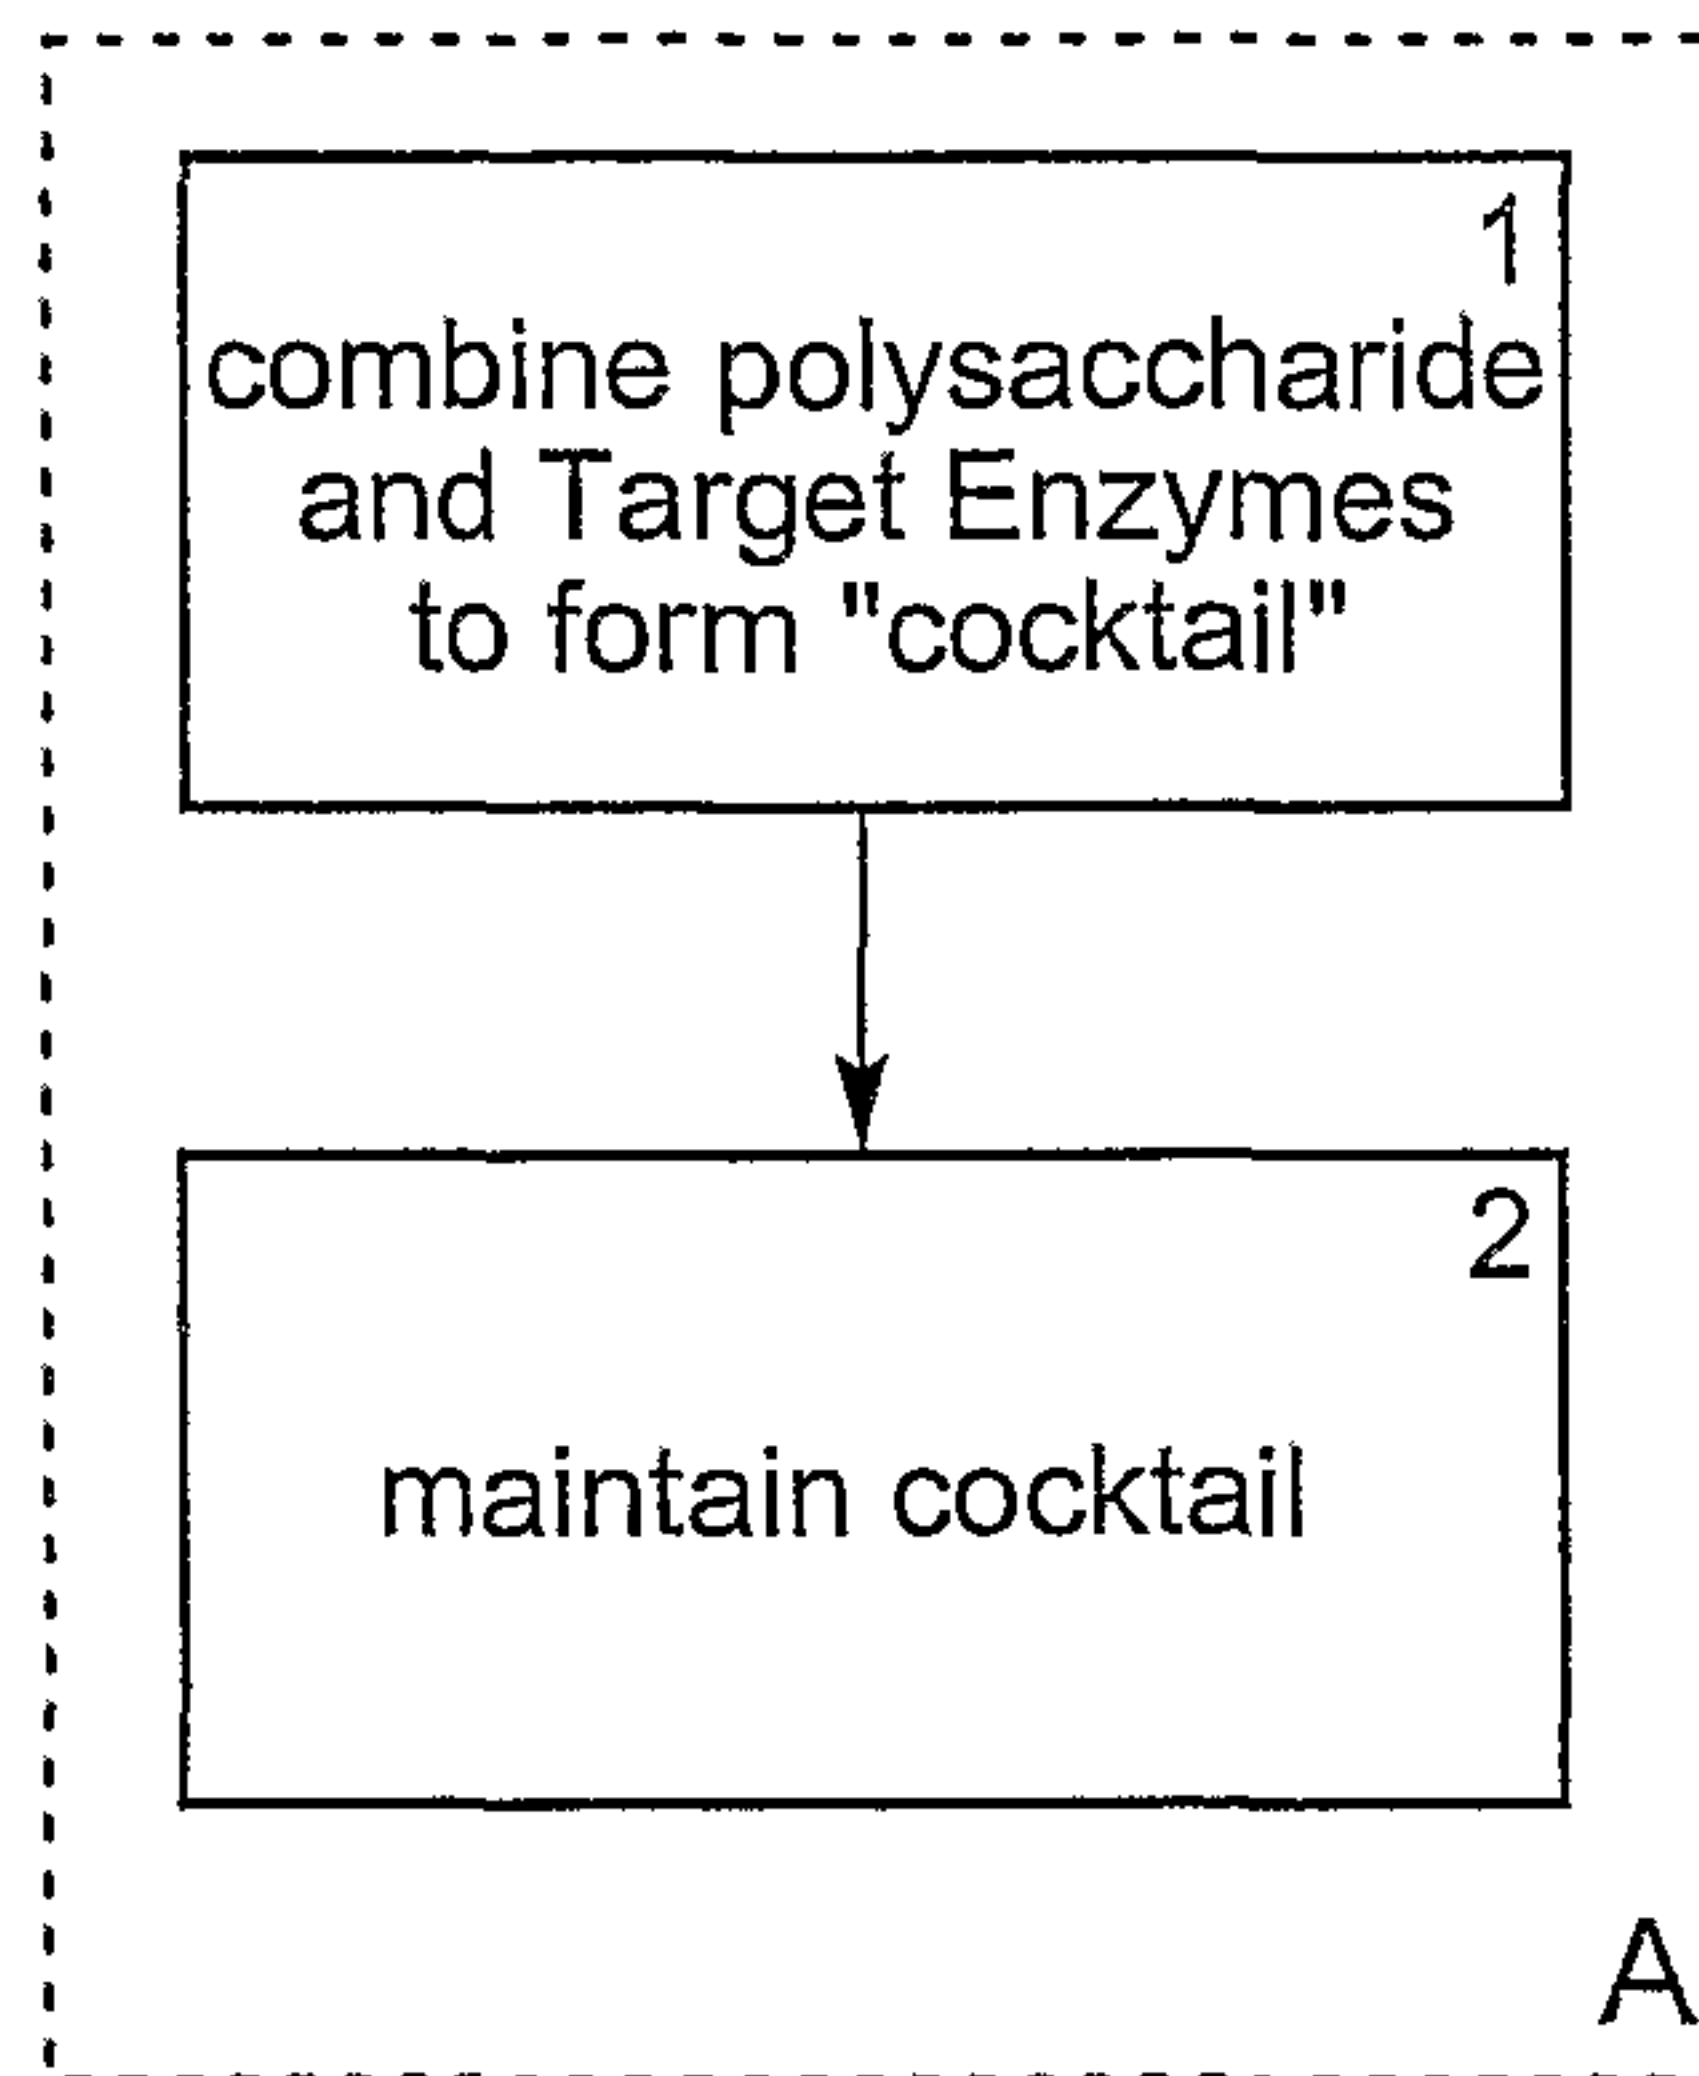 1
combine polysaccharide
and Target Enzymes
to form "cocktail"
2
maintain cocktail
A